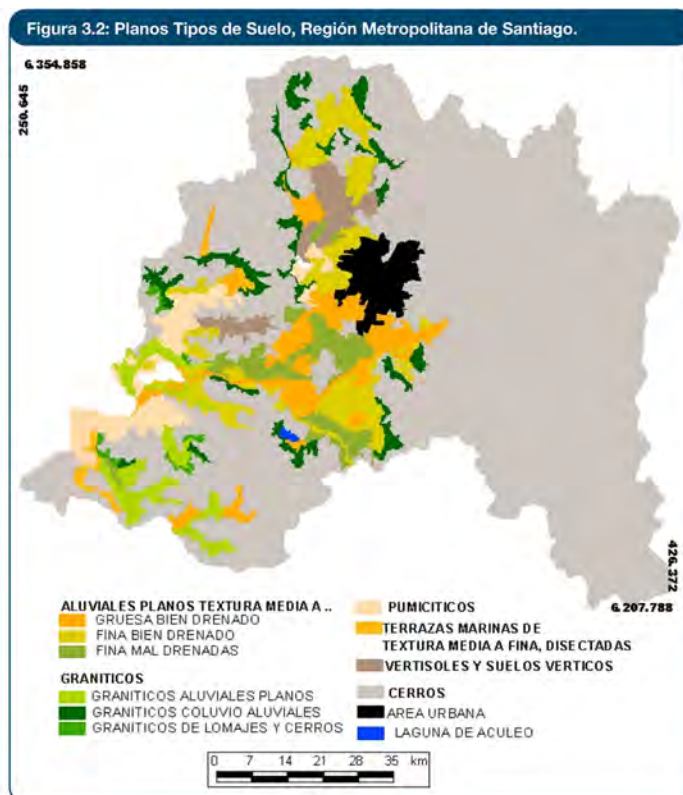 Figura 3.2: Planos Tipos de Suelo, Región Metropolitana de Santiago.
6.354.858
250.645
426.372
6.207.788
ALUVIALES PLANOS TEXTURA MEDIA A ..
GRUESA BIEN DRENADO
FINA BIEN DRENADO
FINA MAL DRENADAS
GRANITICOS
GRANÍTICOS ALUVIALES PLANOS
GRANÍTICOS COLUVIO ALUVIALES
GRANÍTICOS DE LOMAJES Y CERROS
PUMICITICOS
TERRAZAS MARINAS DE
TEXTURA MEDIA A FINA, DISECTADAS
VERTISOLES Y SUELOS VERTICOS
CERROS
AREA URBANA
LAGUNA DE ACULEO
0 7 14 21 28 35 km